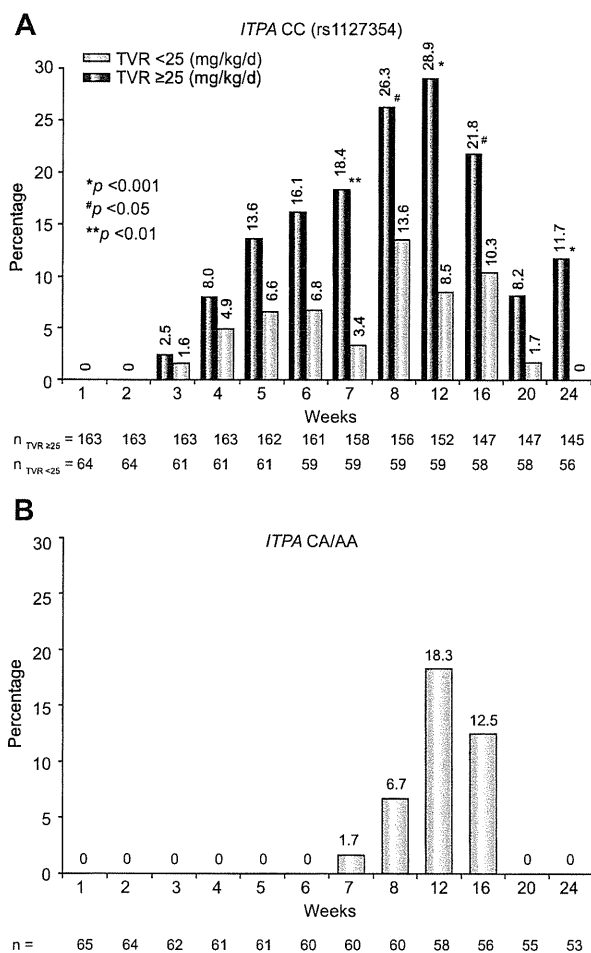 A
ITPA CC (rs1127354)
TVR <25 (mg/kg/d)
TVR ≥25 (mg/kg/d)
*p <0.001
#p <0.05
**p <0.01
Percentage
30
25
20
15
10
5
0
0 0 2.5 1.6 8.0 4.9 13.6 6.6 16.1 6.8 18.4 ** 3.4 26.3 # 13.6 28.9 * 8.5 21.8 # 10.3 8.2 1.7 11.7 * 0
1 2 3 4 5 6 7 8 12 16 20 24
Weeks
n TVR ≥25 = 163 163 163 163 162 161 158 156 152 147 147 145
n TVR <25 = 64 64 61 61 61 59 59 59 59 58 58 56
B
ITPA CA/AA
Percentage
30
25
20
15
10
5
0
0 0 0 0 0 0 1.7 6.7 18.3 12.5 0 0
1 2 3 4 5 6 7 8 12 16 20 24
Weeks
n = 65 64 62 61 61 60 60 60 58 56 55 53